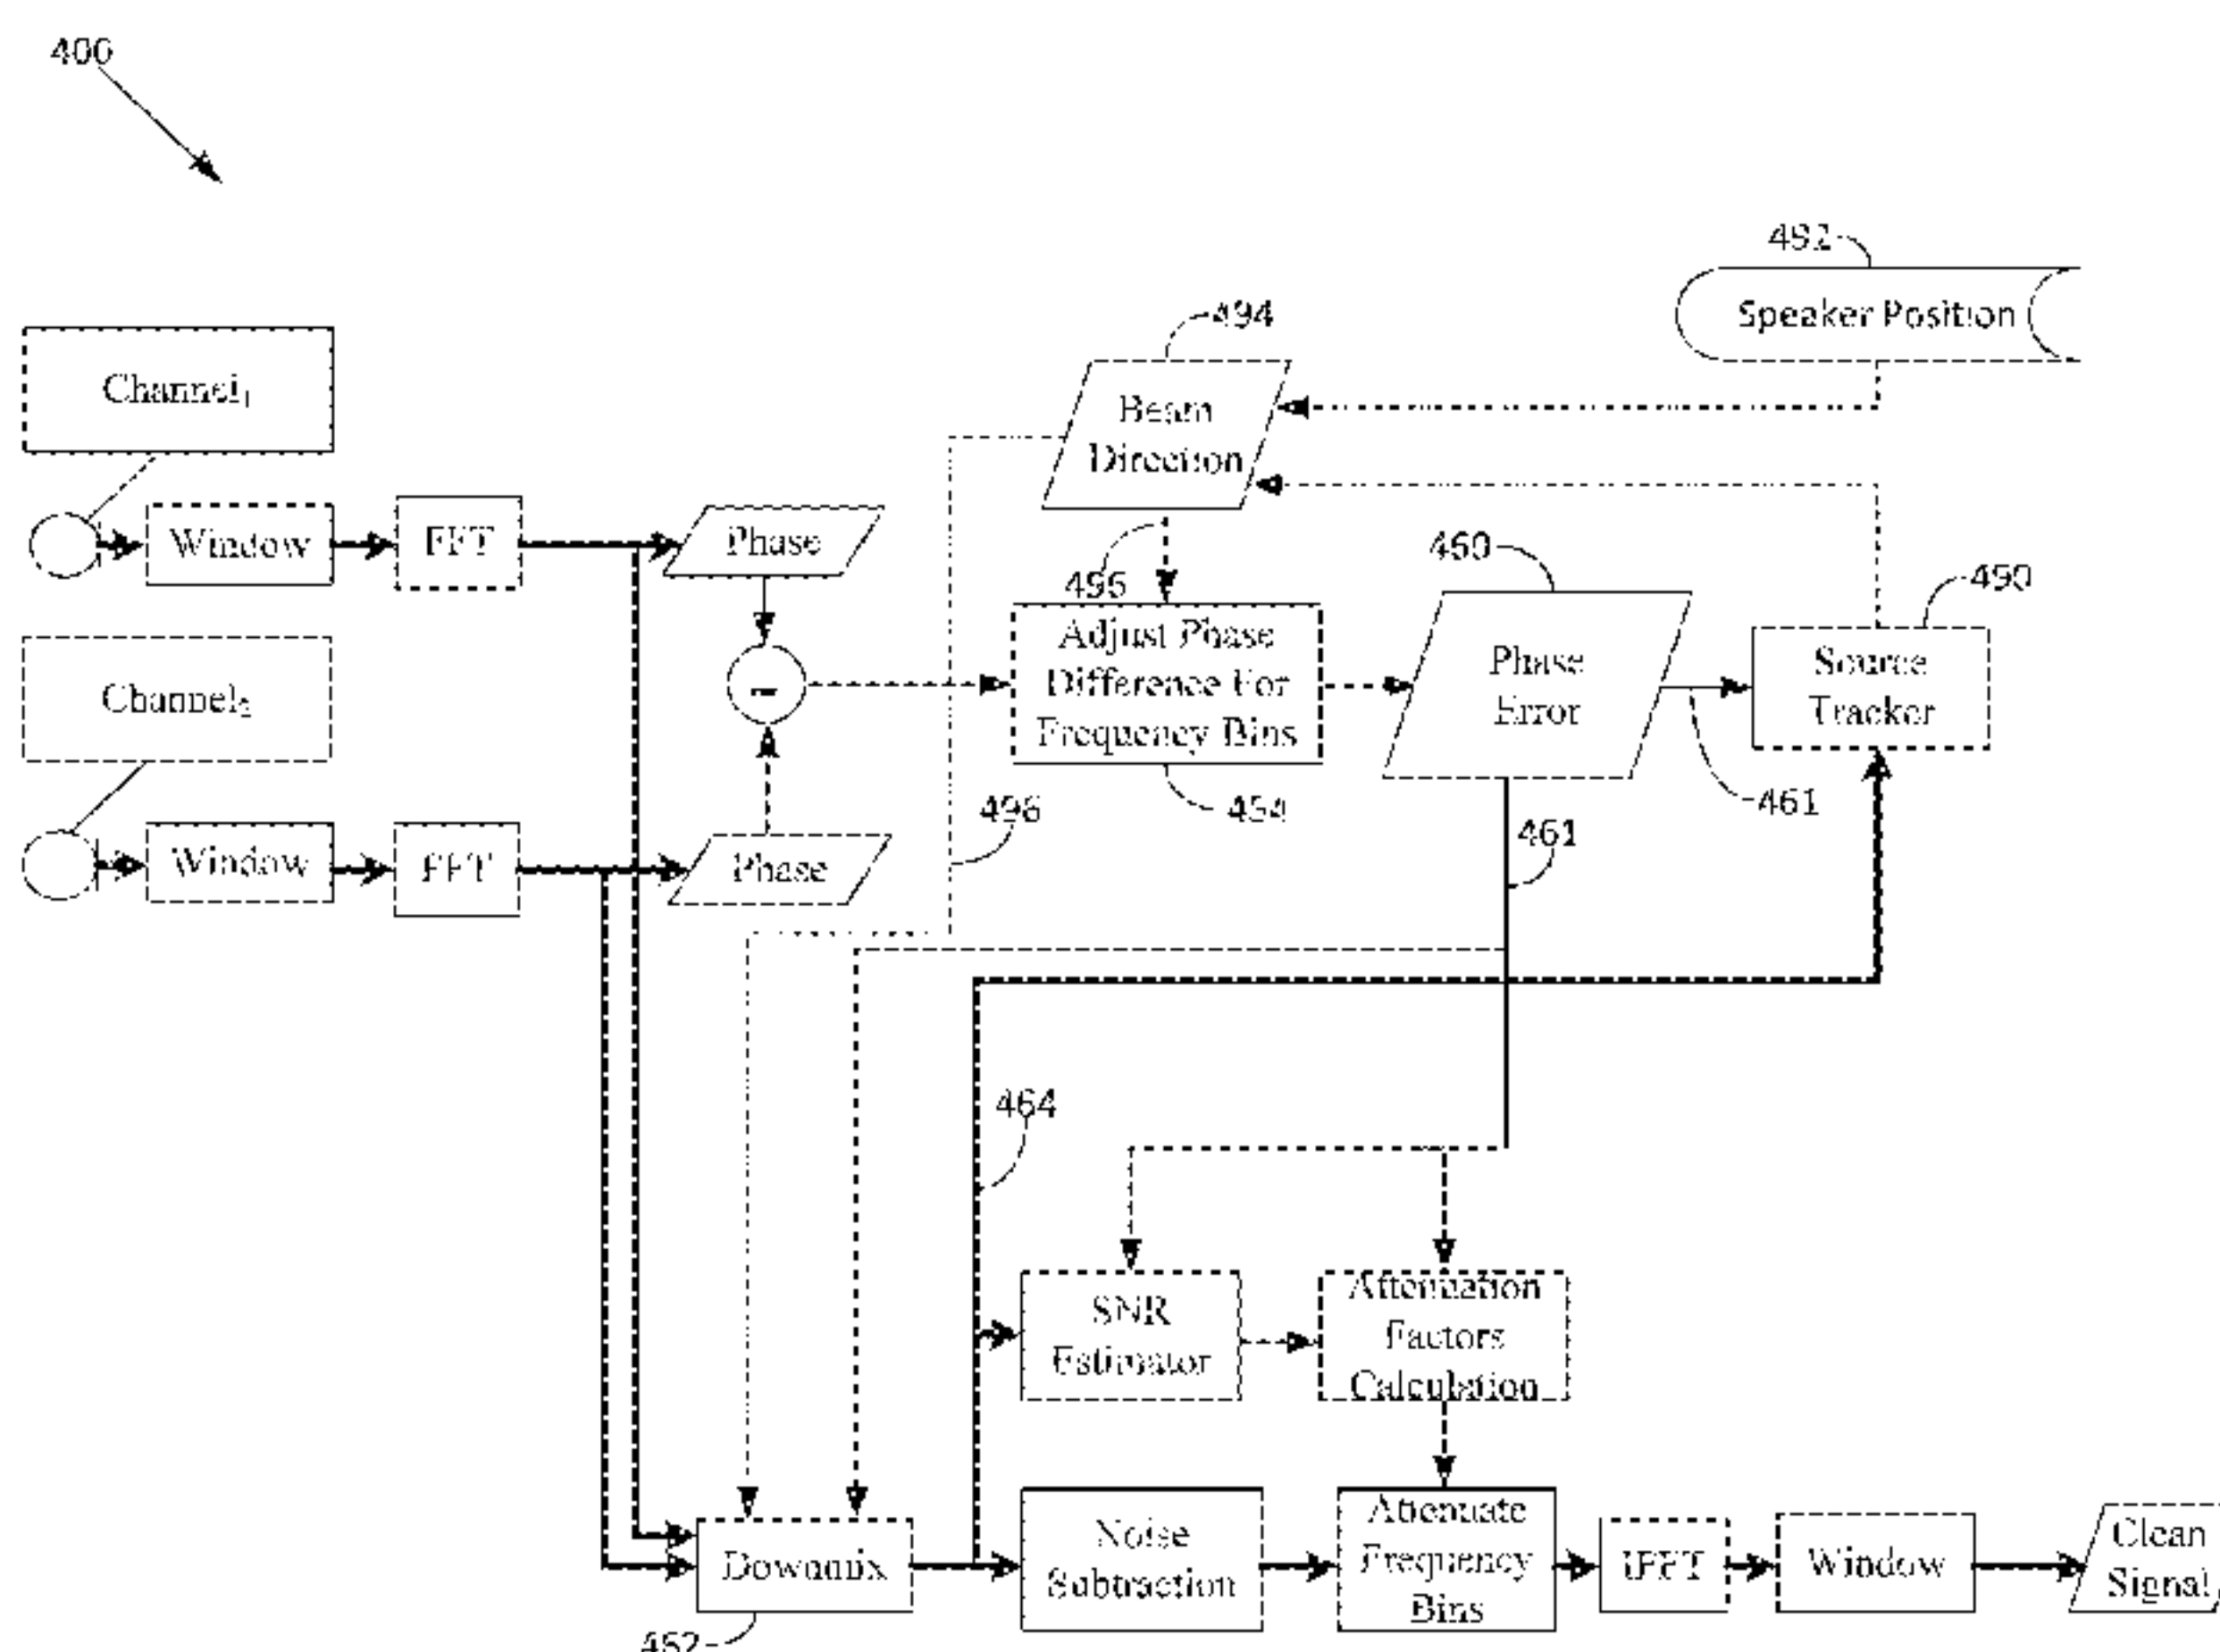 400
492
Speaker Position
494
Beam
Direction
Channel1
Window
FFT
Phase
496
460
490
Channel2
Adjust Phase
Difference For
Frequency Bins
Phase
Error
Source
Tracker
454
461
496
461
Window
FFT
Phase
464
SNR
Estimator
Attenuation
Factors
Calculation
Downmix
462
Noise
Subtraction
Attenuate
Frequency
Bins
IFFT
Window
Clean
Signal